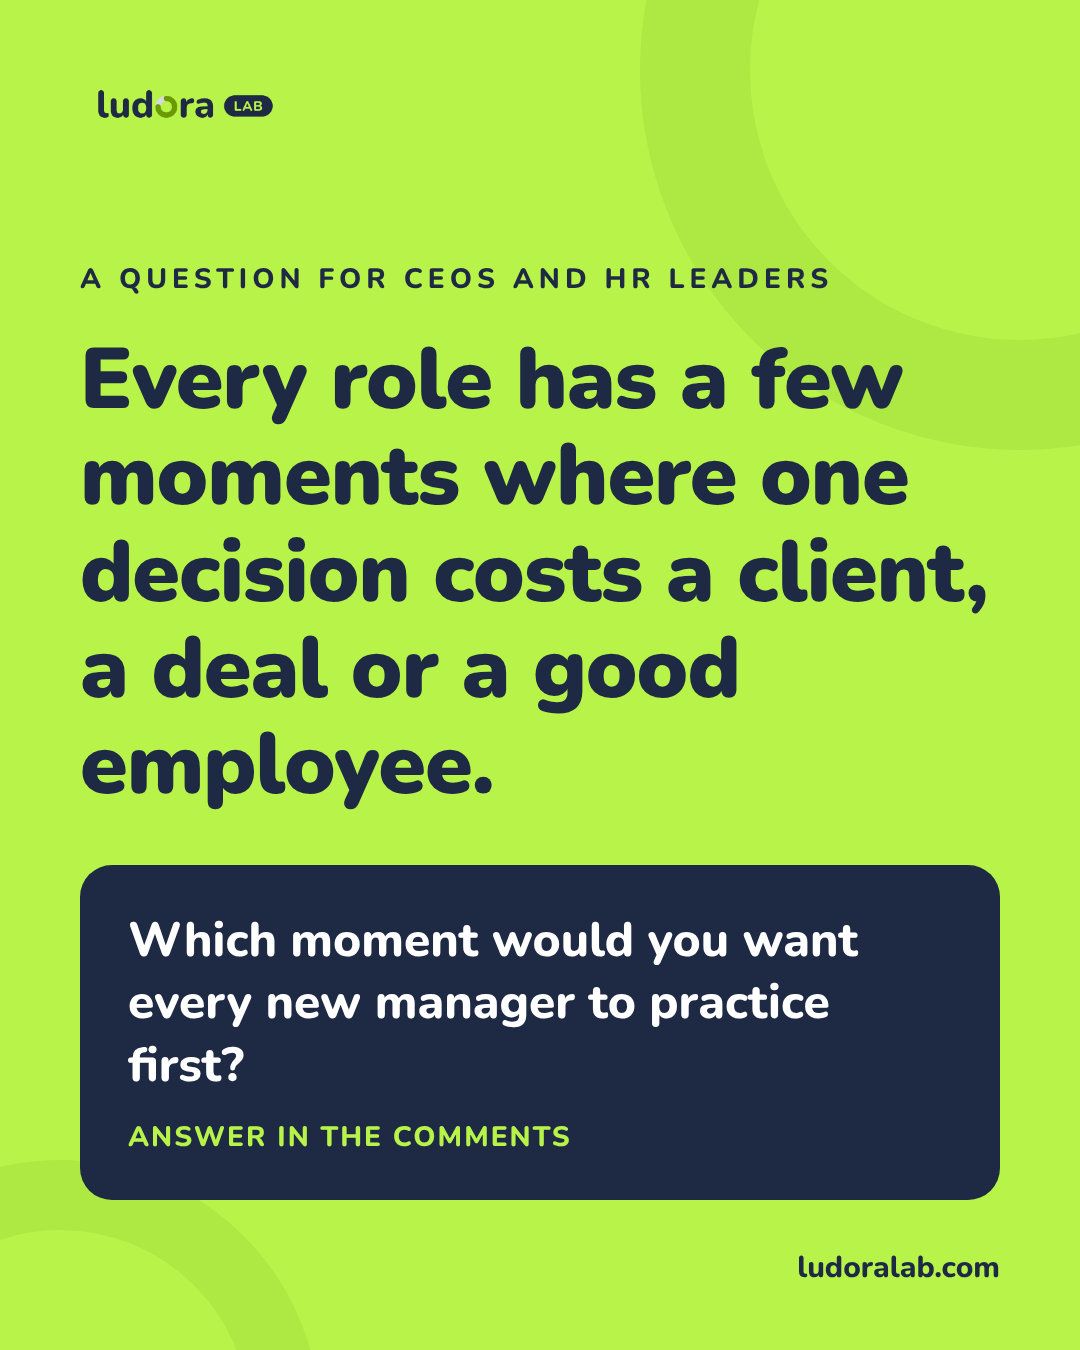 ludora LAB
A QUESTION FOR CEOS AND HR LEADERS
Every role has a few
moments where one
decision costs a client,
a deal or a good
employee.
Which moment would you want
every new manager to practice
first?
ANSWER IN THE COMMENTS
ludoralab.com